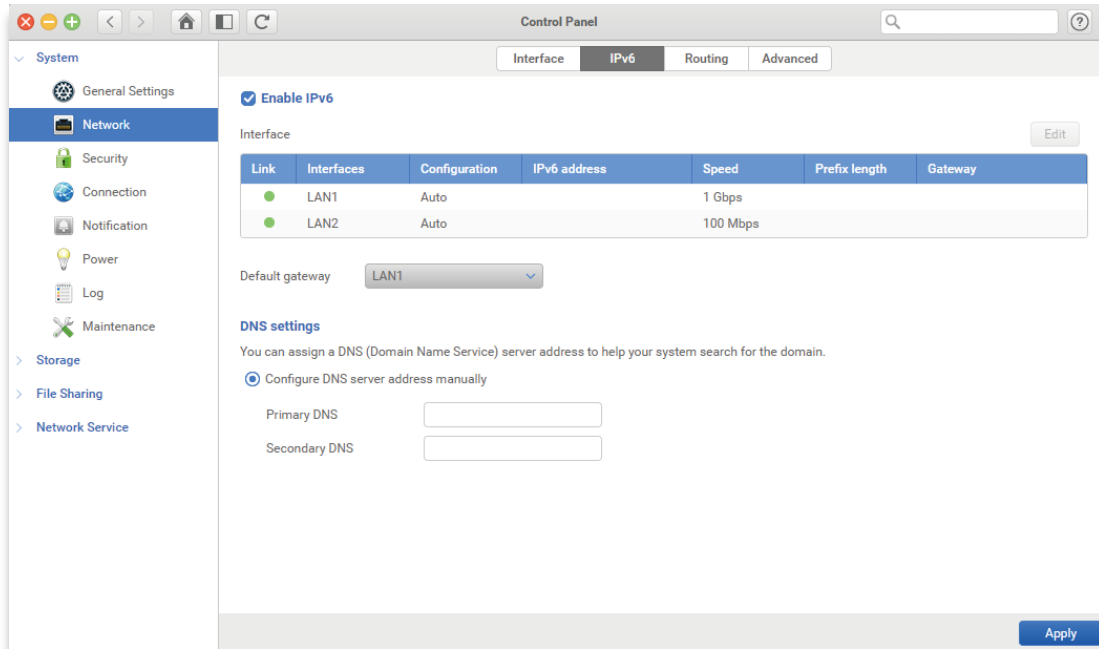 Control Panel
System
General Settings
Network
Security
Connection
Notification
Power
Log
Maintenance
Storage
File Sharing
Network Service
Interface IPv6 Routing Advanced
Enable IPv6
Interface Edit
Link Interfaces Configuration IPv6 address Speed Prefix length Gateway
LAN1 Auto 1 Gbps
LAN2 Auto 100 Mbps
Default gateway LAN1
DNS settings
You can assign a DNS (Domain Name Service) server address to help your system search for the domain.
Configure DNS server address manually
Primary DNS
Secondary DNS
Apply